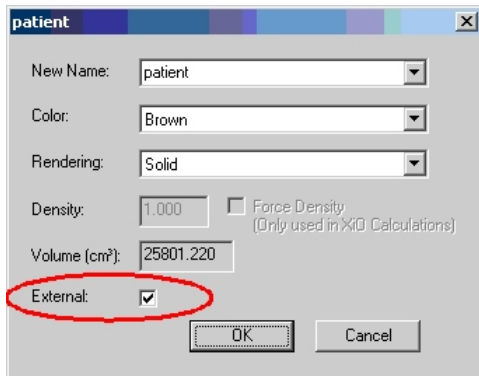 patient
New Name: patient
Color: Brown
Rendering: Solid
Density: 1.000 Force Density
(Only used in XiO Calculations)
Volume (cm³): 25801.220
External:
OK Cancel